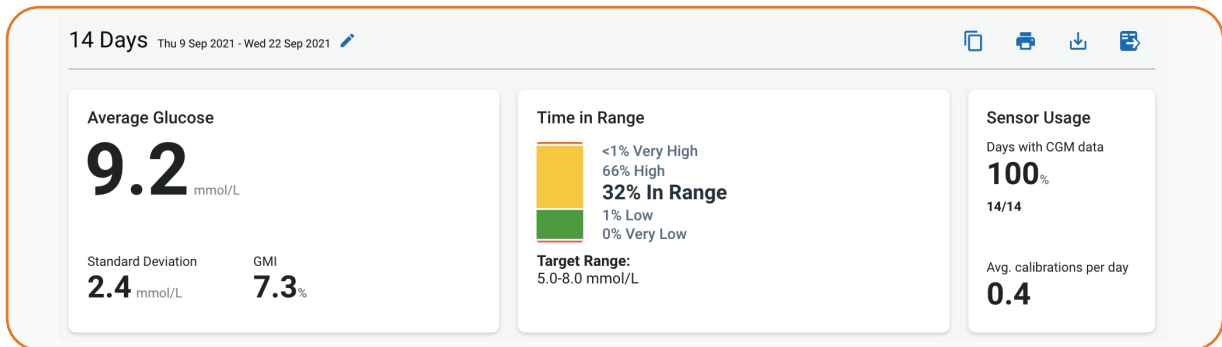 14 Days Thu 9 Sep 2021 - Wed 22 Sep 2021
Average Glucose
9.2 mmol/L
Standard Deviation
2.4 mmol/L
GMI
7.3%
Time in Range
<1% Very High
66% High
32% In Range
1% Low
0% Very Low
Target Range:
5.0-8.0 mmol/L
Sensor Usage
Days with CGM data
100%
14/14
Avg. calibrations per day
0.4